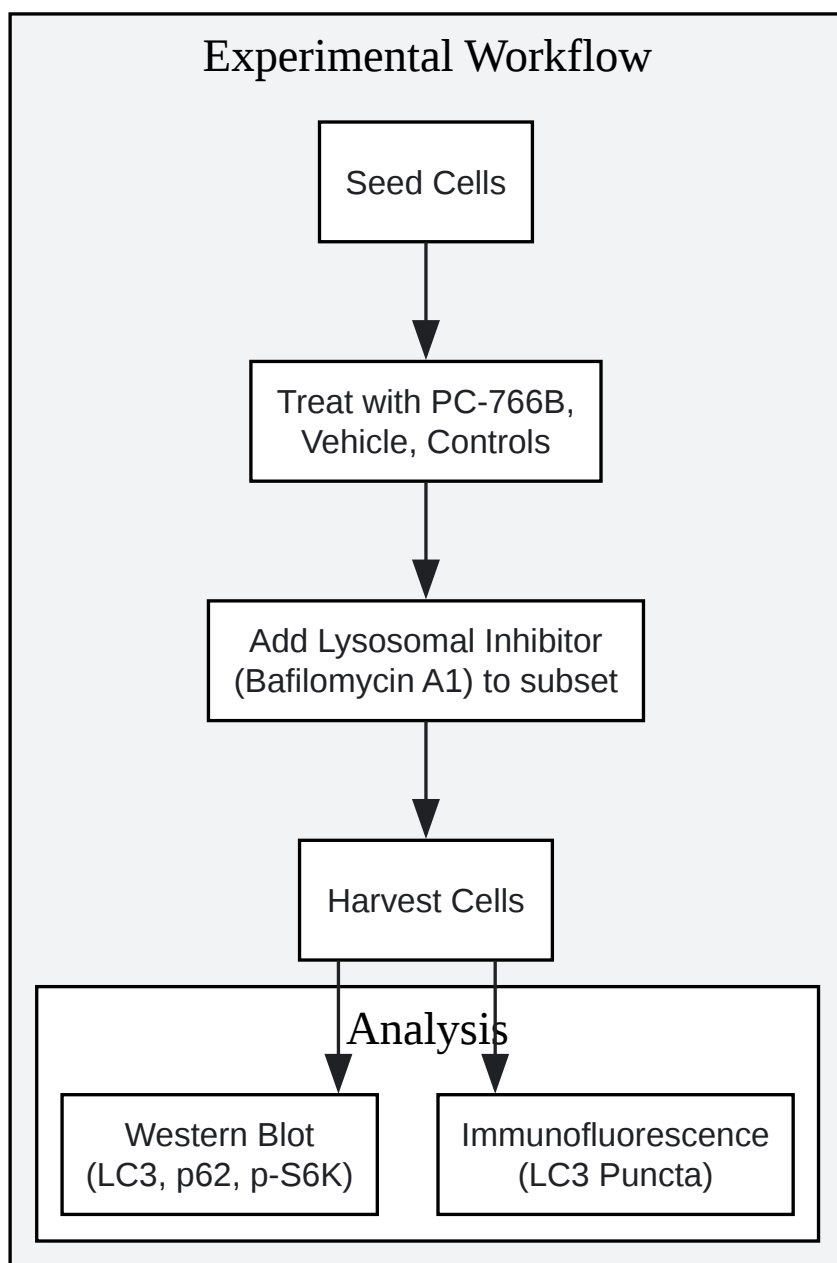 Experimental Workflow
Seed Cells
Treat with PC-766B,
Vehicle, Controls
Add Lysosomal Inhibitor
(Bafilomycin A1) to subset
Harvest Cells
Analysis
Western Blot
(LC3, p62, p-S6K)
Immunofluorescence
(LC3 Puncta)